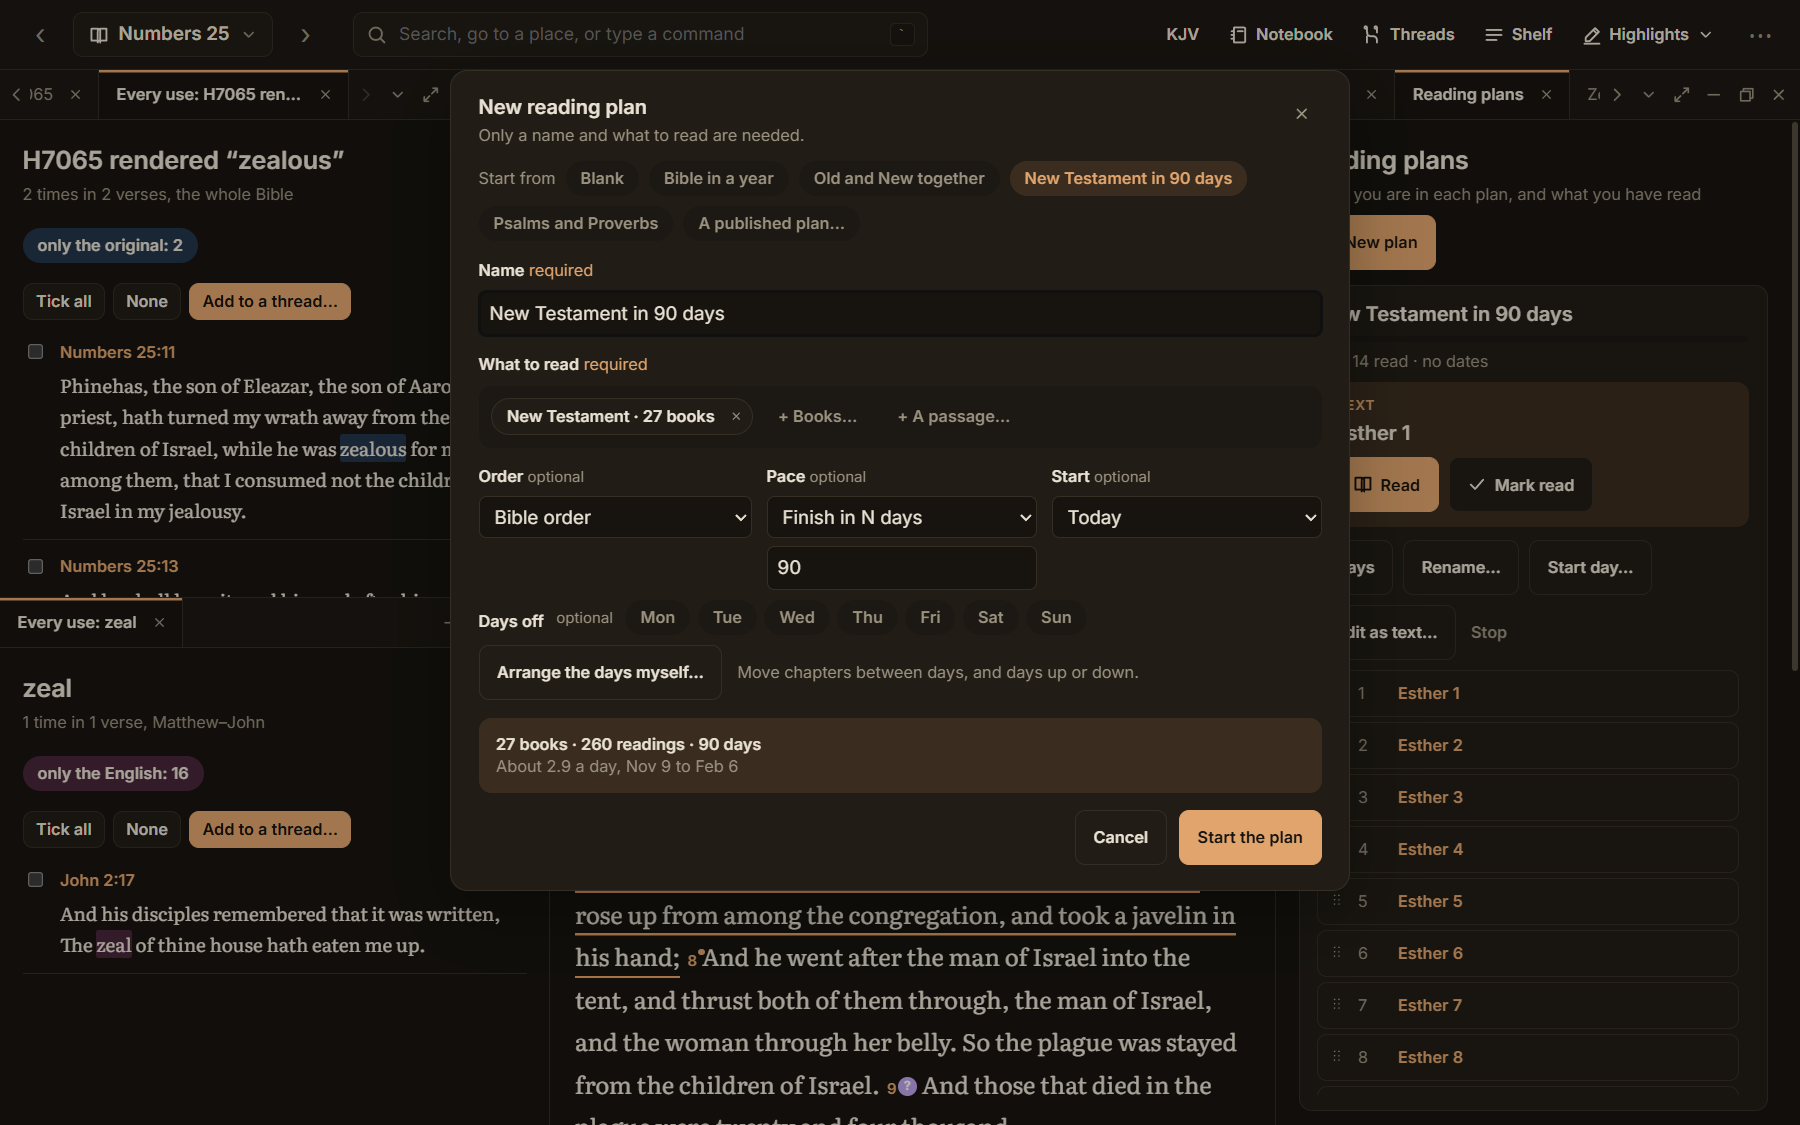 Numbers 25
Search, go to a place, or type a command
KJV
Notebook
Threads
Shelf
Highlights
Every use: H7065 ren...
H7065 rendered “zealous”
2 times in 2 verses, the whole Bible
only the original: 2
Tick all
None
Add to a thread...
Numbers 25:11
Phinehas, the son of Eleazar, the son of
priest, hath turned my wrath away from the
children of Israel, while he was zealous for
among them, that I consumed not the
Israel in my jealousy.
Numbers 25:13
Every use: zeal
zeal
1 time in 1 verse, Matthew–John
only the English: 16
Tick all
None
Add to a thread...
John 2:17
And his disciples remembered that it was written,
The zeal of thine house hath eaten me up.
New reading plan
Only a name and what to read are needed.
Start from
Blank
Bible in a year
Old and New together
New Testament in 90 days
Psalms and Proverbs
A published plan...
Name required
New Testament in 90 days
What to read required
New Testament · 27 books
+ Books...
+ A passage...
Order optional
Pace optional
Start optional
Bible order
Finish in N days
Today
90
Days off optional
Mon
Tue
Wed
Thu
Fri
Sat
Sun
Arrange the days myself...
Move chapters between days, and days up or down.
27 books · 260 readings · 90 days
About 2.9 a day, Nov 9 to Feb 6
Cancel
Start the plan
rose up from among the congregation, and took a javelin in
his hand; 8 And he went after the man of Israel into the
tent, and thrust both of them through, the man of Israel,
and the woman through her belly. So the plague was stayed
from the children of Israel. 9 ? And those that died in the
Reading plans
plans
you are in each plan, and what you have read
New plan
Testament in 90 days
14 read · no dates
Read
Mark read
Rename...
Start day...
as text...
Stop
1 Esther 1
2 Esther 2
3 Esther 3
4 Esther 4
5 Esther 5
6 Esther 6
7 Esther 7
8 Esther 8